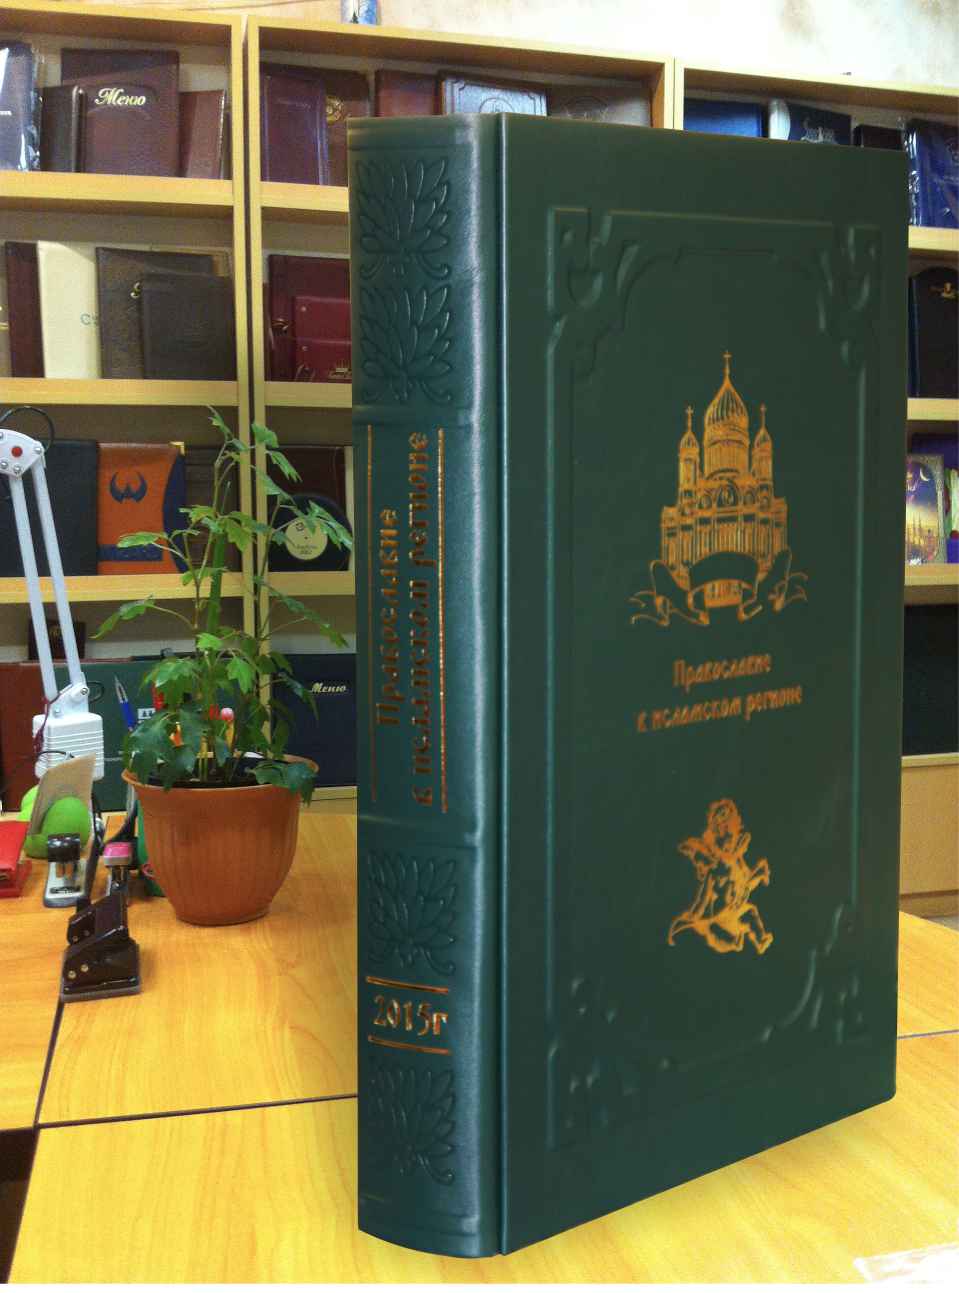 Меню
Православие
в исламском регионе
Православие
в исламском регионе
Меню
2015г